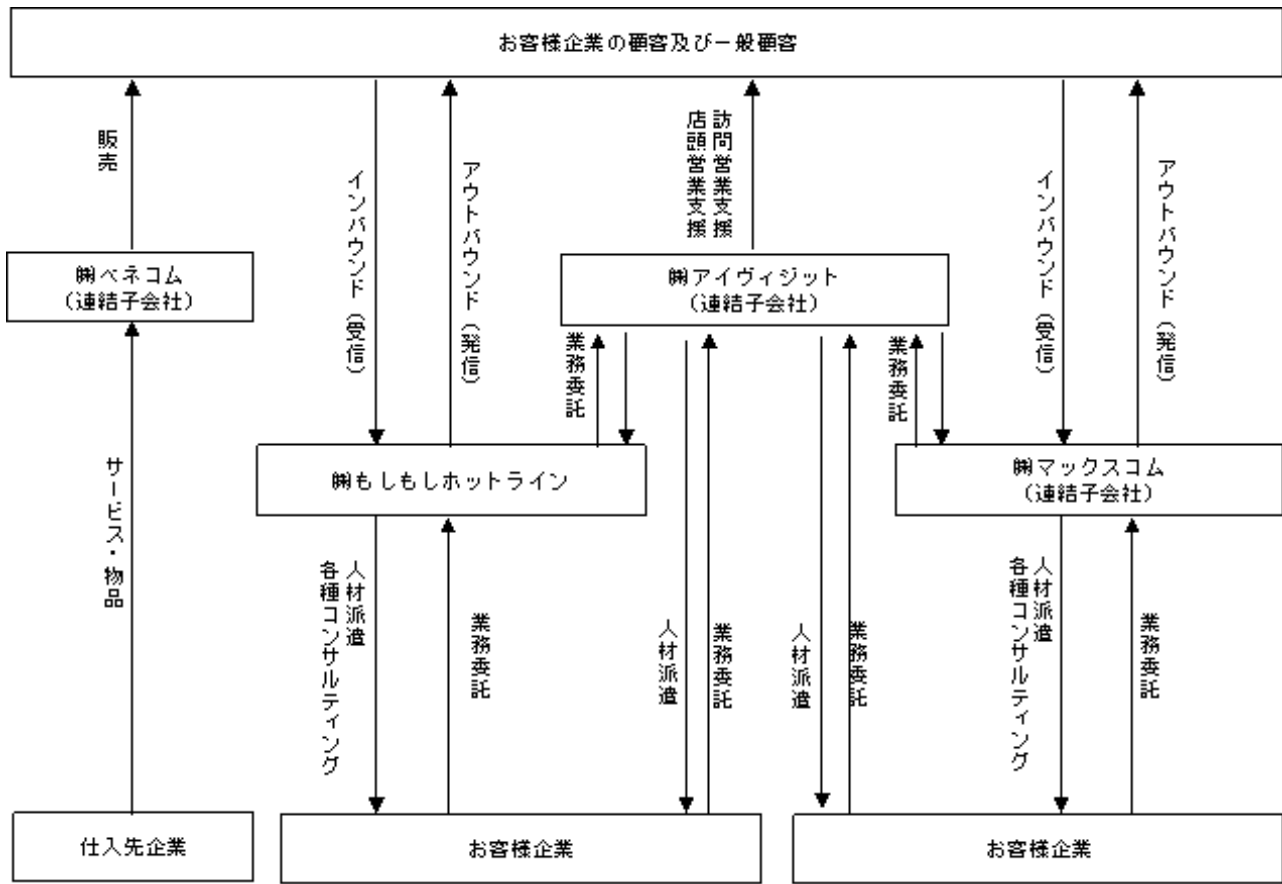 お客様企業の顧客及び一般顧客
販売
インバウンド(受信)
アウトバウンド(発信)
訪問営業支援
店頭営業支援
インバウンド(受信)
アウトバウンド(発信)
㈱ベネコム
(連結子会社)
㈱アイヴィジット
(連結子会社)
業務委託
業務委託
㈱もしもしホットライン
㈱マックスコム
(連結子会社)
サービス・物品
人材派遣
各種コンサルティング
業務委託
人材派遣
業務委託
人材派遣
業務委託
人材派遣
各種コンサルティング
業務委託
仕入先企業
お客様企業
お客様企業